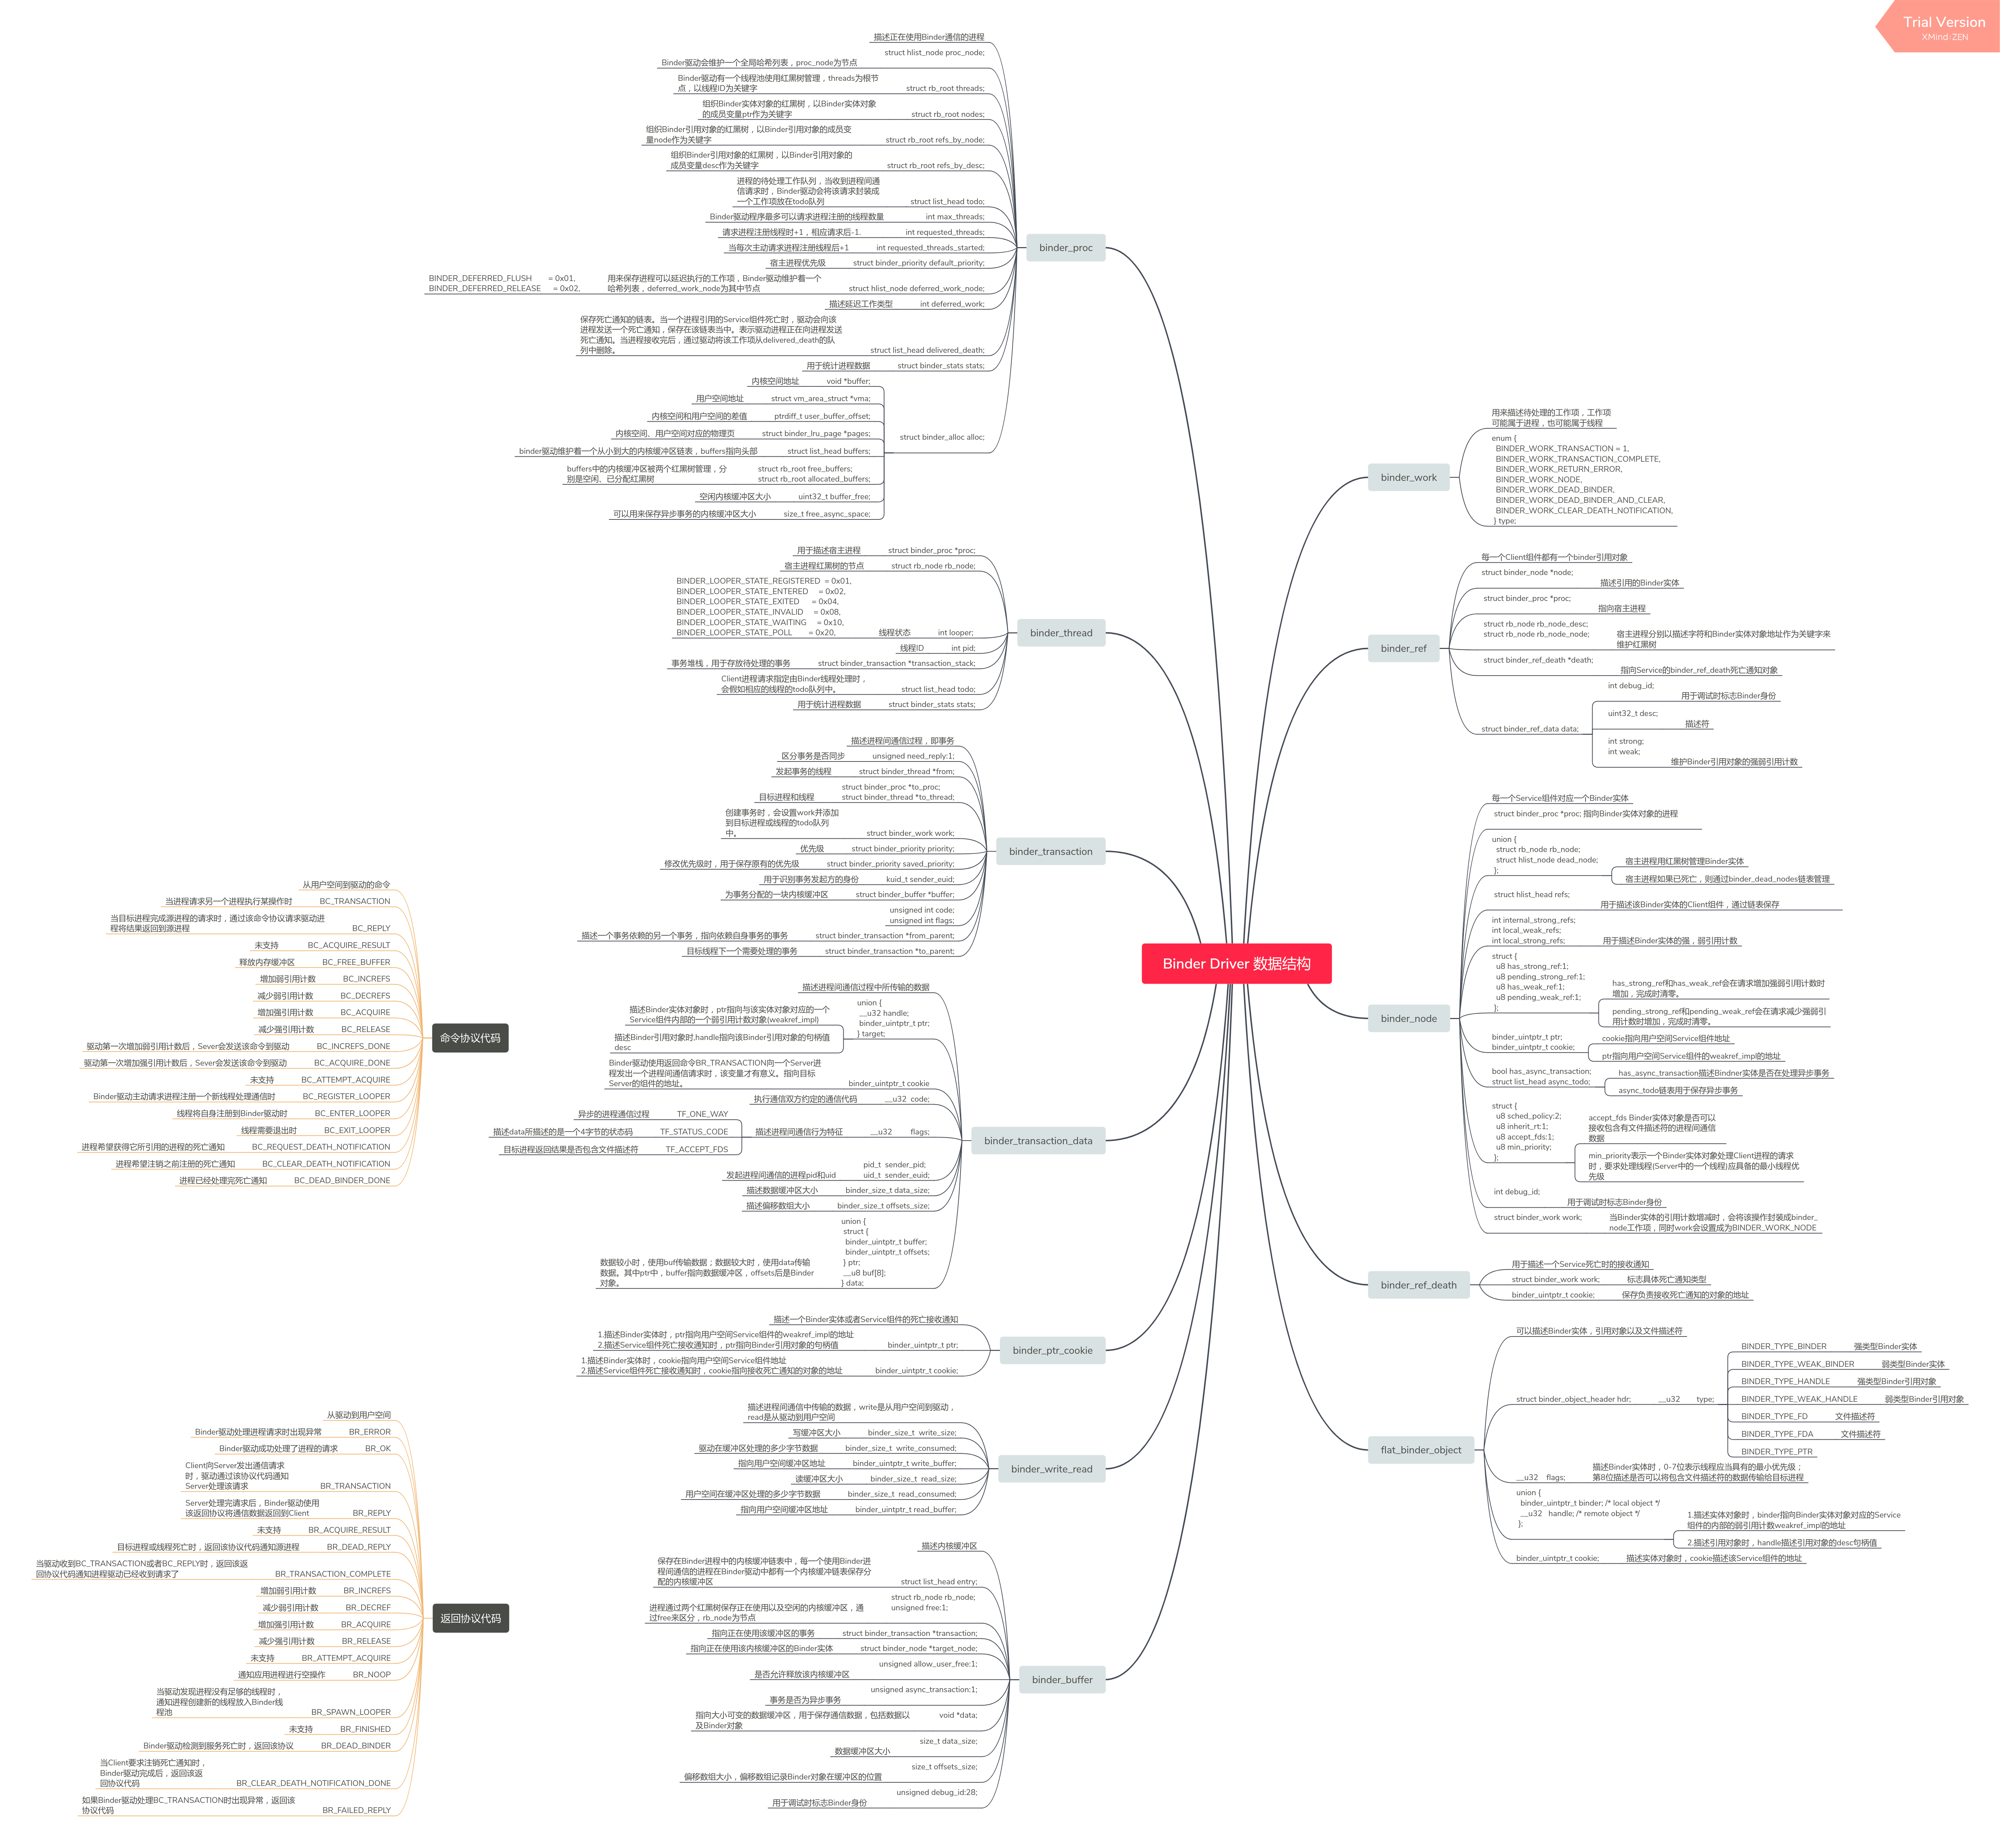 Trial Version
XMind:ZEN
Binder Driver 数据结构
binder_proc
描述正在使用Binder通信的进程
struct hlist_node proc_node;
Binder驱动会维护一个全局哈希列表，proc_node为节点
Binder驱动有一个线程池使用红黑树管理，threads为根节
点，以线程ID为关键字
struct rb_root threads;
组织Binder实体对象的红黑树，以Binder实体对象
的成员变量ptr作为关键字
struct rb_root nodes;
组织Binder引用对象的红黑树，以Binder引用对象的成员变
量node作为关键字
struct rb_root refs_by_node;
组织Binder引用对象的红黑树，以Binder引用对象的
成员变量desc作为关键字
struct rb_root refs_by_desc;
进程的待处理工作队列，当收到进程间通
信请求时，Binder驱动会将该请求封装成
一个工作项放在todo队列
struct list_head todo;
Binder驱动程序最多可以请求进程注册的线程数量
int max_threads;
请求进程注册线程时+1，相应请求后-1.
int requested_threads;
当每次主动请求进程注册线程后+1
int requested_threads_started;
宿主进程优先级
struct binder_priority default_priority;
BINDER_DEFERRED_FLUSH = 0x01,
BINDER_DEFERRED_RELEASE = 0x02,
用来保存进程可以延迟执行的工作项，Binder驱动维护着一个
哈希列表，deferred_work_node为其中节点
struct hlist_node deferred_work_node;
描述延迟工作类型
int deferred_work;
保存死亡通知的链表。当一个进程引用的Service组件死亡时，驱动会向该
进程发送一个死亡通知，保存在该链表当中。表示驱动进程正在向进程发送
死亡通知。当进程接收完后，通过驱动将该工作项从delivered_death的队
列中删除。
struct list_head delivered_death;
用于统计进程数据
struct binder_stats stats;
内核空间地址
void *buffer;
用户空间地址
struct vm_area_struct *vma;
内核空间和用户空间的差值
ptrdiff_t user_buffer_offset;
内核空间、用户空间对应的物理页
struct binder_lru_page *pages;
binder驱动维护着一个从小到大的内核缓冲区链表，buffers指向头部
struct list_head buffers;
buffers中的内核缓冲区被两个红黑树管理，分
别是空闲、已分配红黑树
struct rb_root free_buffers;
struct rb_root allocated_buffers;
空闲内核缓冲区大小
uint32_t buffer_free;
可以用来保存异步事务的内核缓冲区大小
size_t free_async_space;
struct binder_alloc alloc;
binder_thread
用于描述宿主进程
struct binder_proc *proc;
宿主进程红黑树的节点
struct rb_node rb_node;
BINDER_LOOPER_STATE_REGISTERED = 0x01,
BINDER_LOOPER_STATE_ENTERED = 0x02,
BINDER_LOOPER_STATE_EXITED = 0x04,
BINDER_LOOPER_STATE_INVALID = 0x08,
BINDER_LOOPER_STATE_WAITING = 0x10,
BINDER_LOOPER_STATE_POLL = 0x20,
线程状态
int looper;
线程ID
int pid;
事务堆栈，用于存放待处理的事务
struct binder_transaction *transaction_stack;
Client进程请求指定由Binder线程处理时，
会假如相应的线程的todo队列中。
struct list_head todo;
用于统计进程数据
struct binder_stats stats;
binder_transaction
描述进程间通信过程，即事务
区分事务是否同步
unsigned need_reply:1;
发起事务的线程
struct binder_thread *from;
目标进程和线程
struct binder_proc *to_proc;
struct binder_thread *to_thread;
创建事务时，会设置work并添加
到目标进程或线程的todo队列
中。
struct binder_work work;
优先级
struct binder_priority priority;
修改优先级时，用于保存原有的优先级
struct binder_priority saved_priority;
用于识别事务发起方的身份
kuid_t sender_euid;
为事务分配的一块内核缓冲区
struct binder_buffer *buffer;
unsigned int code;
unsigned int flags;
描述一个事务依赖的另一个事务，指向依赖自身事务的事务
struct binder_transaction *from_parent;
目标线程下一个需要处理的事务
struct binder_transaction *to_parent;
binder_transaction_data
描述进程间通信过程中所传输的数据
描述Binder实体对象时，ptr指向与该实体对象对应的一个
Service组件内部的一个弱引用计数对象(weakref_impl)
描述Binder引用对象时,handle指向该Binder引用对象的句柄值
desc
union {
__u32 handle;
binder_uintptr_t ptr;
} target;
Binder驱动使用返回命令BR_TRANSACTION向一个Server进
程发出一个进程间通信请求时，该变量才有意义。指向目标
Server的组件的地址。
binder_uintptr_t cookie
执行通信双方约定的通信代码
__u32 code;
异步的进程通信过程
TF_ONE_WAY
描述data所描述的是一个4字节的状态码
TF_STATUS_CODE
目标进程返回结果是否包含文件描述符
TF_ACCEPT_FDS
描述进程间通信行为特征
__u32 flags;
发起进程间通信的进程pid和uid
pid_t sender_pid;
uid_t sender_euid;
描述数据缓冲区大小
binder_size_t data_size;
描述偏移数组大小
binder_size_t offsets_size;
数据较小时，使用buf传输数据；数据较大时，使用data传输
数据。其中ptr中，buffer指向数据缓冲区，offsets后是Binder
对象。
union {
struct {
binder_uintptr_t buffer;
binder_uintptr_t offsets;
} ptr;
__u8 buf[8];
} data;
binder_ptr_cookie
描述一个Binder实体或者Service组件的死亡接收通知
1.描述Binder实体时，ptr指向用户空间Service组件的weakref_impl的地址
2.描述Service组件死亡接收通知时，ptr指向Binder引用对象的句柄值
binder_uintptr_t ptr;
1.描述Binder实体时，cookie指向用户空间Service组件地址
2.描述Service组件死亡接收通知时，cookie指向接收死亡通知的对象的地址
binder_uintptr_t cookie;
binder_write_read
描述进程间通信中传输的数据，write是从用户空间到驱动，
read是从驱动到用户空间
写缓冲区大小
binder_size_t write_size;
驱动在缓冲区处理的多少字节数据
binder_size_t write_consumed;
指向用户空间缓冲区地址
binder_uintptr_t write_buffer;
读缓冲区大小
binder_size_t read_size;
用户空间在缓冲区处理的多少字节数据
binder_size_t read_consumed;
指向用户空间缓冲区地址
binder_uintptr_t read_buffer;
binder_buffer
描述内核缓冲区
保存在Binder进程中的内核缓冲链表中，每一个使用Binder进
程间通信的进程在Binder驱动中都有一个内核缓冲链表保存分
配的内核缓冲区
struct list_head entry;
进程通过两个红黑树保存正在使用以及空闲的内核缓冲区，通
过free来区分，rb_node为节点
struct rb_node rb_node;
unsigned free:1;
指向正在使用该缓冲区的事务
struct binder_transaction *transaction;
指向正在使用该内核缓冲区的Binder实体
struct binder_node *target_node;
unsigned allow_user_free:1;
是否允许释放该内核缓冲区
unsigned async_transaction:1;
事务是否为异步事务
指向大小可变的数据缓冲区，用于保存通信数据，包括数据以
及Binder对象
void *data;
size_t data_size;
数据缓冲区大小
size_t offsets_size;
偏移数组大小，偏移数组记录Binder对象在缓冲区的位置
unsigned debug_id:28;
用于调试时标志Binder身份
命令协议代码
从用户空间到驱动的命令
当进程请求另一个进程执行某操作时
BC_TRANSACTION
当目标进程完成源进程的请求时，通过该命令协议请求驱动进
程将结果返回到源进程
BC_REPLY
未支持
BC_ACQUIRE_RESULT
释放内存缓冲区
BC_FREE_BUFFER
增加弱引用计数
BC_INCREFS
减少弱引用计数
BC_DECREFS
增加强引用计数
BC_ACQUIRE
减少强引用计数
BC_RELEASE
驱动第一次增加弱引用计数后，Sever会发送该命令到驱动
BC_INCREFS_DONE
驱动第一次增加强引用计数后，Sever会发送该命令到驱动
BC_ACQUIRE_DONE
未支持
BC_ATTEMPT_ACQUIRE
Binder驱动主动请求进程注册一个新线程处理通信时
BC_REGISTER_LOOPER
线程将自身注册到Binder驱动时
BC_ENTER_LOOPER
线程需要退出时
BC_EXIT_LOOPER
进程希望获得它所引用的进程的死亡通知
BC_REQUEST_DEATH_NOTIFICATION
进程希望注销之前注册的死亡通知
BC_CLEAR_DEATH_NOTIFICATION
进程已经处理完死亡通知
BC_DEAD_BINDER_DONE
返回协议代码
从驱动到用户空间
Binder驱动处理进程请求时出现异常
BR_ERROR
Binder驱动成功处理了进程的请求
BR_OK
Client向Server发出通信请求
时，驱动通过该协议代码通知
Server处理该请求
BR_TRANSACTION
Server处理完请求后，Binder驱动使用
该返回协议将通信数据返回到Client
BR_REPLY
未支持
BR_ACQUIRE_RESULT
目标进程或线程死亡时，返回该协议代码通知源进程
BR_DEAD_REPLY
当驱动收到BC_TRANSACTION或者BC_REPLY时，返回该返
回协议代码通知进程驱动已经收到请求了
BR_TRANSACTION_COMPLETE
增加弱引用计数
BR_INCREFS
减少弱引用计数
BR_DECREF
增加强引用计数
BR_ACQUIRE
减少强引用计数
BR_RELEASE
未支持
BR_ATTEMPT_ACQUIRE
通知应用进程进行空操作
BR_NOOP
当驱动发现进程没有足够的线程时，
通知进程创建新的线程放入Binder线
程池
BR_SPAWN_LOOPER
未支持
BR_FINISHED
Binder驱动检测到服务死亡时，返回该协议
BR_DEAD_BINDER
当Client要求注销死亡通知时，
Binder驱动完成后，返回该返
回协议代码
BR_CLEAR_DEATH_NOTIFICATION_DONE
如果Binder驱动处理BC_TRANSACTION时出现异常，返回该
协议代码
BR_FAILED_REPLY
binder_work
用来描述待处理的工作项，工作项
可能属于进程，也可能属于线程
enum {
BINDER_WORK_TRANSACTION = 1,
BINDER_WORK_TRANSACTION_COMPLETE,
BINDER_WORK_RETURN_ERROR,
BINDER_WORK_NODE,
BINDER_WORK_DEAD_BINDER,
BINDER_WORK_DEAD_BINDER_AND_CLEAR,
BINDER_WORK_CLEAR_DEATH_NOTIFICATION,
} type;
binder_ref
每一个Client组件都有一个binder引用对象
struct binder_node *node;
描述引用的Binder实体
struct binder_proc *proc;
指向宿主进程
struct rb_node rb_node_desc;
struct rb_node rb_node_node;
宿主进程分别以描述字符和Binder实体对象地址作为关键字来
维护红黑树
struct binder_ref_death *death;
指向Service的binder_ref_death死亡通知对象
struct binder_ref_data data;
int debug_id;
用于调试时标志Binder身份
uint32_t desc;
描述符
int strong;
int weak;
维护Binder引用对象的强弱引用计数
binder_node
每一个Service组件对应一个Binder实体
struct binder_proc *proc; 指向Binder实体对象的进程
union {
struct rb_node rb_node;
struct hlist_node dead_node;
};
宿主进程用红黑树管理Binder实体
宿主进程如果已死亡，则通过binder_dead_nodes链表管理
struct hlist_head refs;
用于描述该Binder实体的Client组件，通过链表保存
int internal_strong_refs;
int local_weak_refs;
int local_strong_refs;
用于描述Binder实体的强，弱引用计数
struct {
u8 has_strong_ref:1;
u8 pending_strong_ref:1;
u8 has_weak_ref:1;
u8 pending_weak_ref:1;
};
has_strong_ref和has_weak_ref会在请求增加强弱引用计数时
增加，完成时清零。
pending_strong_ref和pending_weak_ref会在请求减少强弱引
用计数时增加，完成时清零。
binder_uintptr_t ptr;
binder_uintptr_t cookie;
cookie指向用户空间Service组件地址
ptr指向用户空间Service组件的weakref_impl的地址
bool has_async_transaction;
struct list_head async_todo;
has_async_transaction描述Bindner实体是否在处理异步事务
async_todo链表用于保存异步事务
struct {
u8 sched_policy:2;
u8 inherit_rt:1;
u8 accept_fds:1;
u8 min_priority;
};
accept_fds Binder实体对象是否可以
接收包含有文件描述符的进程间通信
数据
min_priority表示一个Binder实体对象处理Client进程的请求
时，要求处理线程(Server中的一个线程)应具备的最小线程优
先级
int debug_id;
用于调试时标志Binder身份
struct binder_work work;
当Binder实体的引用计数增减时，会将该操作封装成binder_
node工作项，同时work会设置成为BINDER_WORK_NODE
binder_ref_death
用于描述一个Service死亡时的接收通知
struct binder_work work;
标志具体死亡通知类型
binder_uintptr_t cookie;
保存负责接收死亡通知的对象的地址
flat_binder_object
可以描述Binder实体，引用对象以及文件描述符
struct binder_object_header hdr;
__u32 type;
BINDER_TYPE_BINDER
强类型Binder实体
BINDER_TYPE_WEAK_BINDER
弱类型Binder实体
BINDER_TYPE_HANDLE
强类型Binder引用对象
BINDER_TYPE_WEAK_HANDLE
弱类型Binder引用对象
BINDER_TYPE_FD
文件描述符
BINDER_TYPE_FDA
文件描述符
BINDER_TYPE_PTR
__u32 flags;
描述Binder实体时，0-7位表示线程应当具有的最小优先级；
第8位描述是否可以将包含文件描述符的数据传输给目标进程
union {
binder_uintptr_t binder; /* local object */
__u32 handle; /* remote object */
};
1.描述实体对象时，binder指向Binder实体对象对应的Service
组件的内部的弱引用计数weakref_impl的地址
2.描述引用对象时，handle描述引用对象的desc句柄值
binder_uintptr_t cookie;
描述实体对象时，cookie描述该Service组件的地址